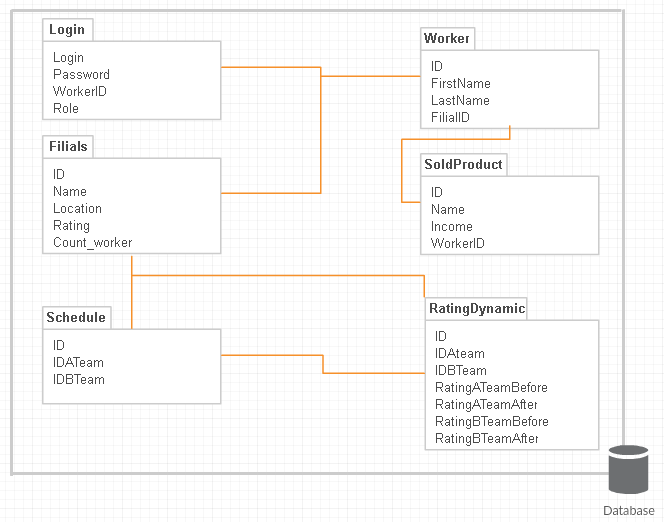 Login
Login
Password
WorkerID
Role
Worker
ID
FirstName
LastName
FilialID
Filials
ID
Name
Location
Rating
Count_worker
SoldProduct
ID
Name
Income
WorkerID
Schedule
ID
IDATeam
IDBTeam
RatingDynamic
ID
IDAteam
IDBTeam
RatingATeamBefore
RatingATeamAfter
RatingBTeamBefore
RatingBTeamAfter
Database